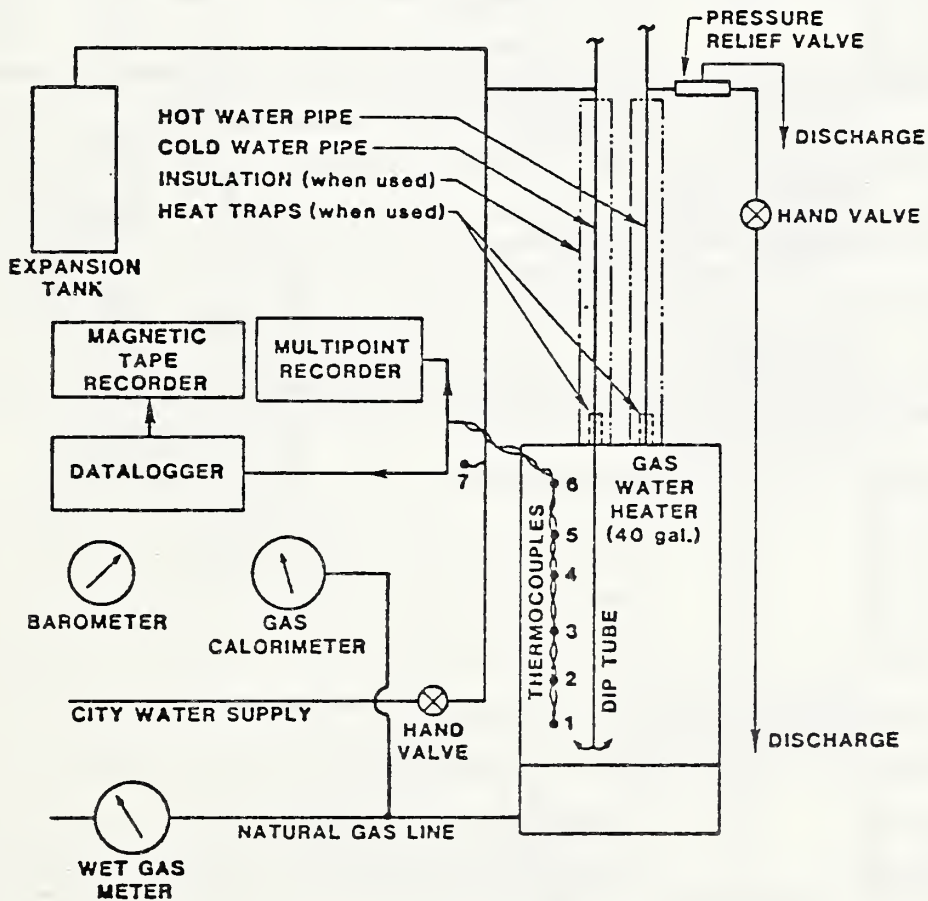 PRESSURE
RELIEF VALVE
HOT WATER PIPE
COLD WATER PIPE
INSULATION (when used)
HEAT TRAPS (when used)
DISCHARGE
HAND VALVE
EXPANSION
TANK
MAGNETIC
TAPE
RECORDER
MULTIPOINT
RECORDER
DATALOGGER
7
GAS
WATER
HEATER
(40 gal.)
6
5
4
3
2
1
THERMOCOUPLES
DIP TUBE
BAROMETER
GAS
CALORIMETER
CITY WATER SUPPLY
HAND
VALVE
DISCHARGE
NATURAL GAS LINE
WET GAS
METER